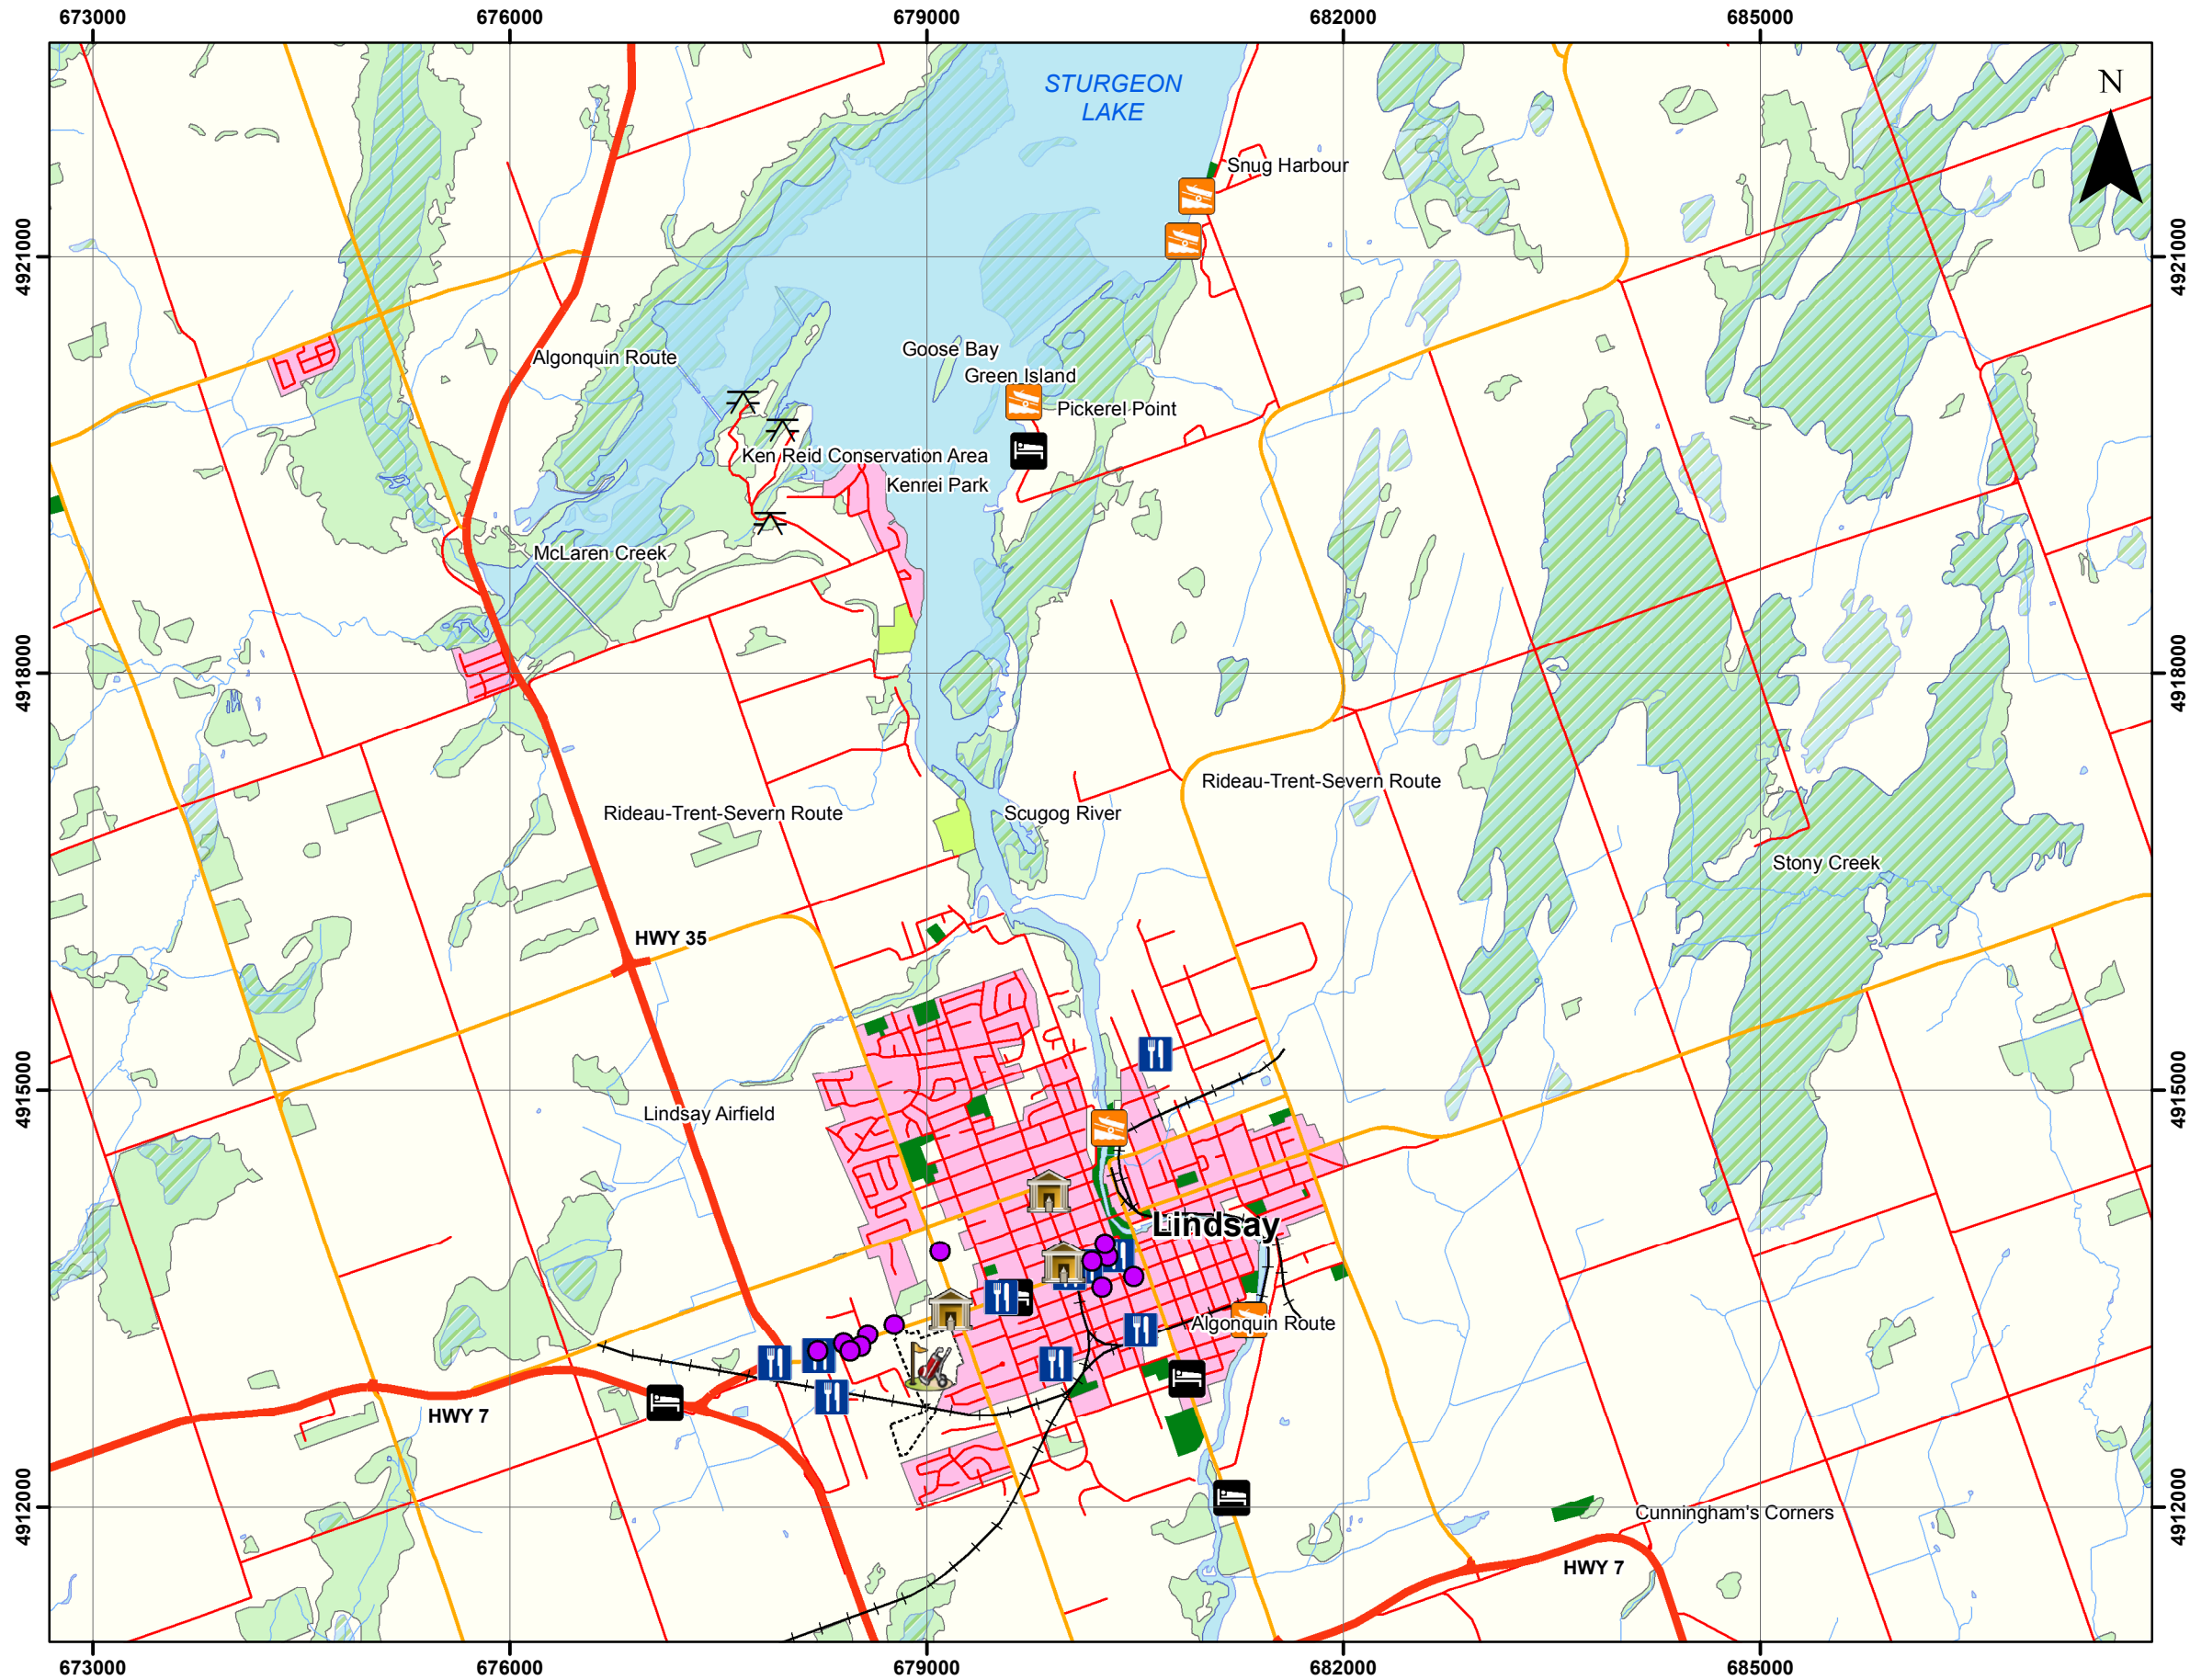 673000 676000 679000 682000 685000
STURGEON
LAKE
N
Snug Harbour
4921000 4921000
Goose Bay
Algonquin Route
Green Island
Pickerel Point
Ken Reid Conservation Area
Kenrei Park
McLaren Creek
4918000 4918000
Rideau-Trent-Severn Route
Rideau-Trent-Severn Route
Scugog River
Stony Creek
HWY 35
4915000 4915000
Lindsay Airfield
Lindsay
Algonquin Route
HWY 7
4912000 4912000
Cunningham's Corners
HWY 7
673000 676000 679000 682000 685000